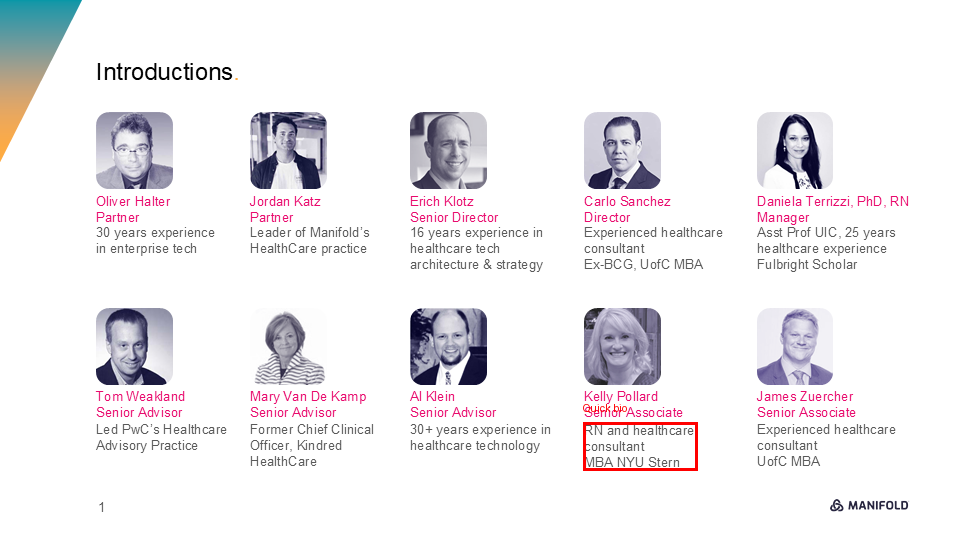 Introductions.
Oliver Halter
Partner
30 years experience
in enterprise tech
Jordan Katz
Partner
Leader of Manifold's
HealthCare practice
Erich Klotz
Senior Director
16 years experience in
healthcare tech
architecture & strategy
Carlo Sanchez
Director
Experienced healthcare
consultant
Ex-BCG, UofC MBA
Daniela Terrizzi, PhD, RN
Manager
Asst Prof UIC, 25 years
healthcare experience
Fulbright Scholar
Tom Weakland
Senior Advisor
Led PwC's Healthcare
Advisory Practice
Mary Van De Kamp
Senior Advisor
Former Chief Clinical
Officer, Kindred
HealthCare
Al Klein
Senior Advisor
30+ years experience in
healthcare technology
Kelly Pollard
Quick bio
Senior Associate
RN and healthcare
consultant
MBA NYU Stern
James Zuercher
Senior Associate
Experienced healthcare
consultant
UofC MBA
1
MANIFOLD